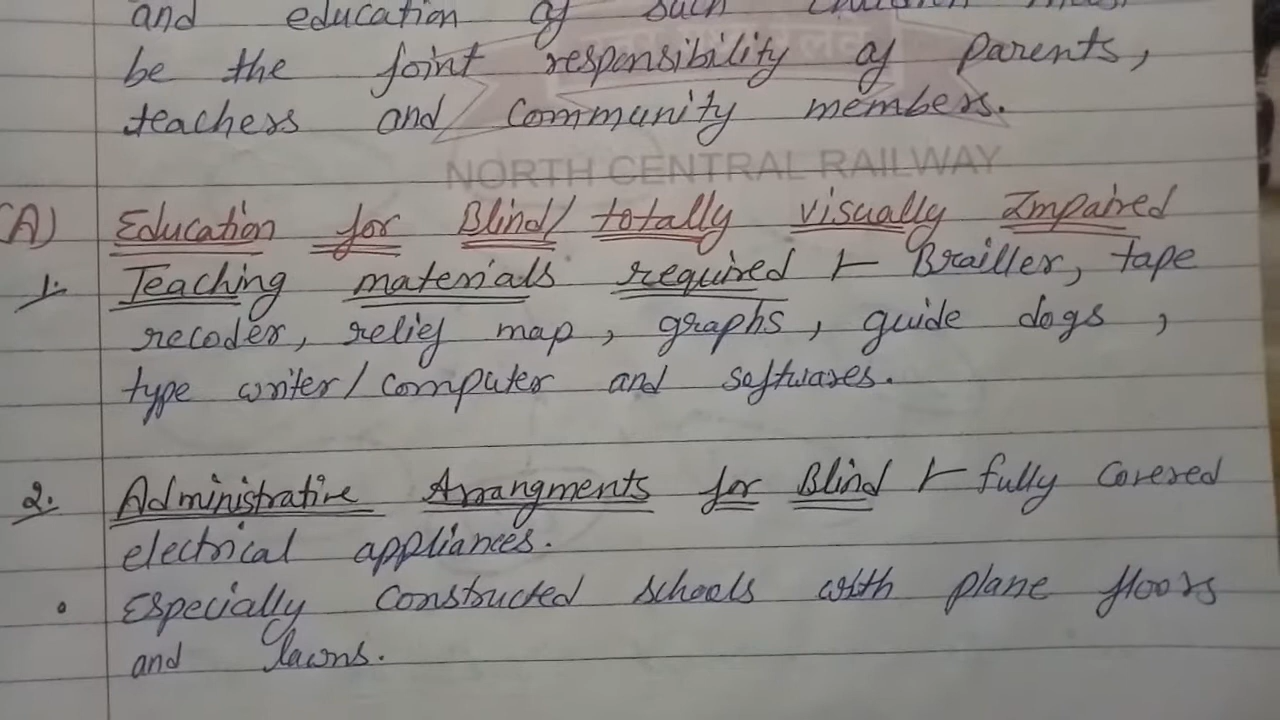 and education of such children must
be the joint responsibility of parents,
teachers and Community members.
NORTH CENTRAL RAILWAY
(A) Education for Blind/totally visually Impaired
1. Teaching materials required :- Brailler, tape
recoder, relief map, graphs, guide dogs,
type writer/computer and softwares.
2. Administrative Arrangments for Blind :- fully covered
electrical appliances.
• Especially constructed schools with plane floors
and lawns.